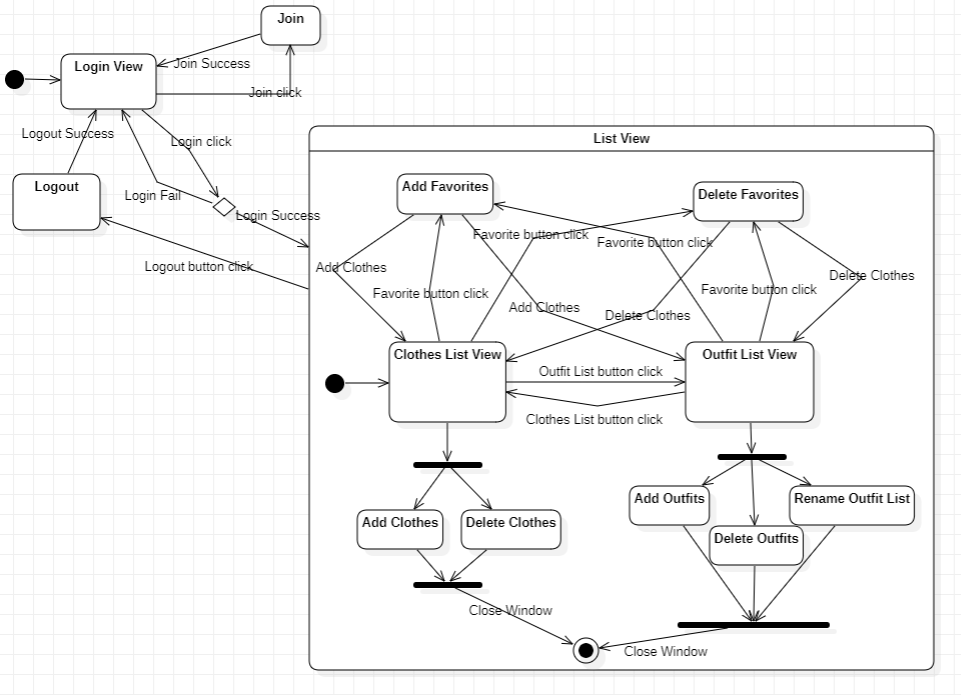 Join
Login View
Join Success
Join click
Logout Success
Login click
List View
Logout
Login Fail
Login Success
Add Favorites
Delete Favorites
Favorite button click
Favorite button click
Logout button click
Add Clothes
Delete Clothes
Favorite button click
Favorite button click
Add Clothes
Delete Clothes
Clothes List View
Outfit List View
Outfit List button click
Clothes List button click
Add Outfits
Rename Outfit List
Add Clothes
Delete Clothes
Delete Outfits
Close Window
Close Window